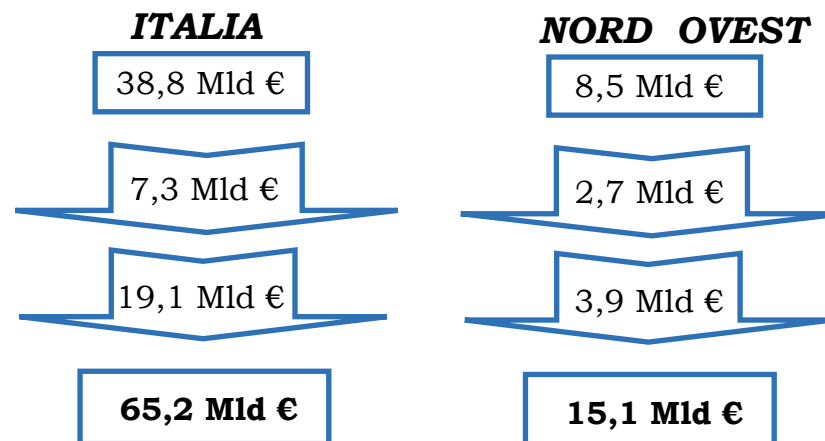 ITALIA
38,8 Mld €
7,3 Mld €
19,1 Mld €
65,2 Mld €
NORD OVEST
8,5 Mld €
2,7 Mld €
3,9 Mld €
15,1 Mld €